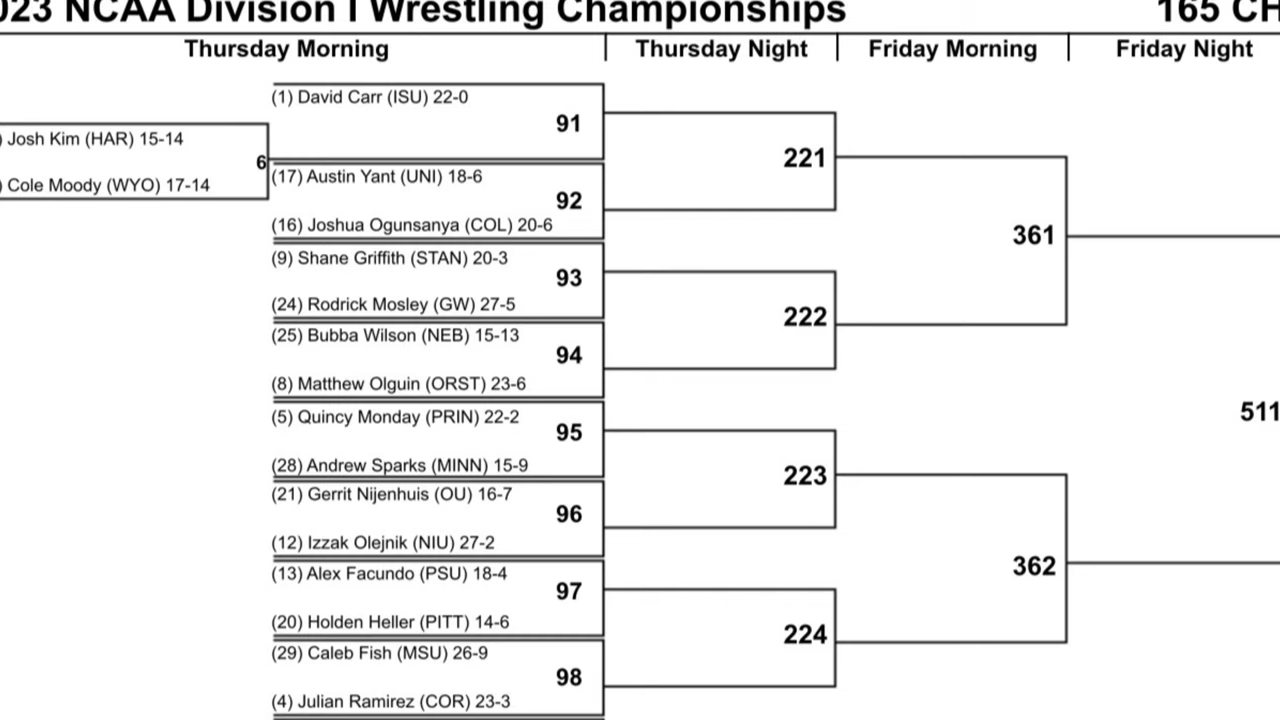 023 NCAA Division I Wrestling Championships
165 CH
Thursday Morning
Thursday Night
Friday Morning
Friday Night
) Josh Kim (HAR) 15-14
) Cole Moody (WYO) 17-14
6
(1) David Carr (ISU) 22-0
91
(17) Austin Yant (UNI) 18-6
92
(16) Joshua Ogunsanya (COL) 20-6
(9) Shane Griffith (STAN) 20-3
93
(24) Rodrick Mosley (GW) 27-5
(25) Bubba Wilson (NEB) 15-13
94
(8) Matthew Olguin (ORST) 23-6
(5) Quincy Monday (PRIN) 22-2
95
(28) Andrew Sparks (MINN) 15-9
(21) Gerrit Nijenhuis (OU) 16-7
96
(12) Izzak Olejnik (NIU) 27-2
(13) Alex Facundo (PSU) 18-4
97
(20) Holden Heller (PITT) 14-6
(29) Caleb Fish (MSU) 26-9
98
(4) Julian Ramirez (COR) 23-3
221
222
223
224
361
362
511